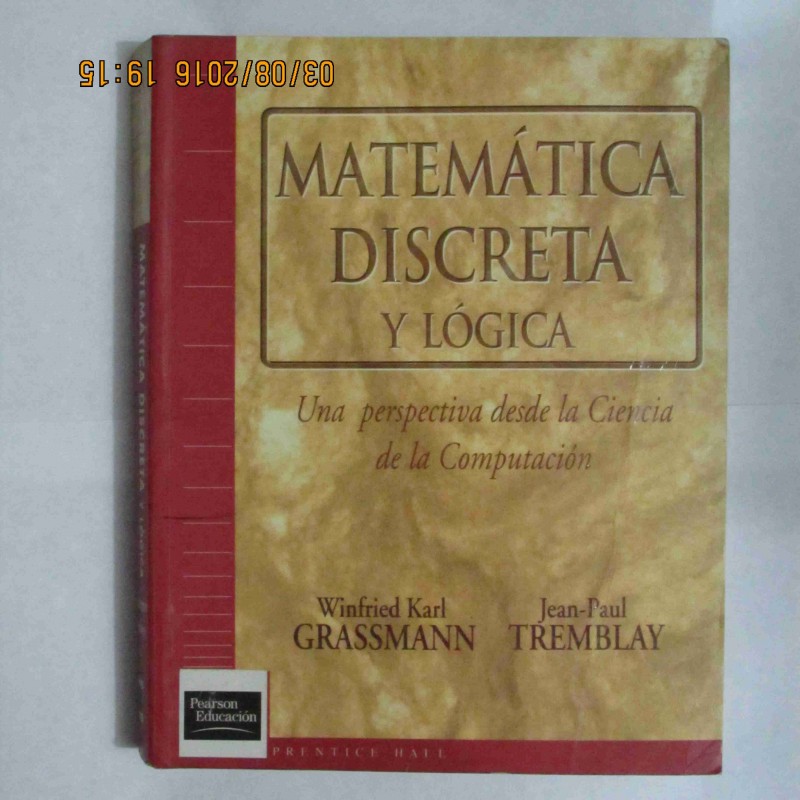 03/08/2016 19:15
MATEMÁTICA
DISCRETA
Y LÓGICA
Una perspectiva desde la Ciencia
de la Computación
Winfried Karl
GRASSMANN
Jean-Paul
TREMBLAY
Pearson
Educación
PRENTICE HALL
MATEMÁTICA DISCRETA Y LÓGICA